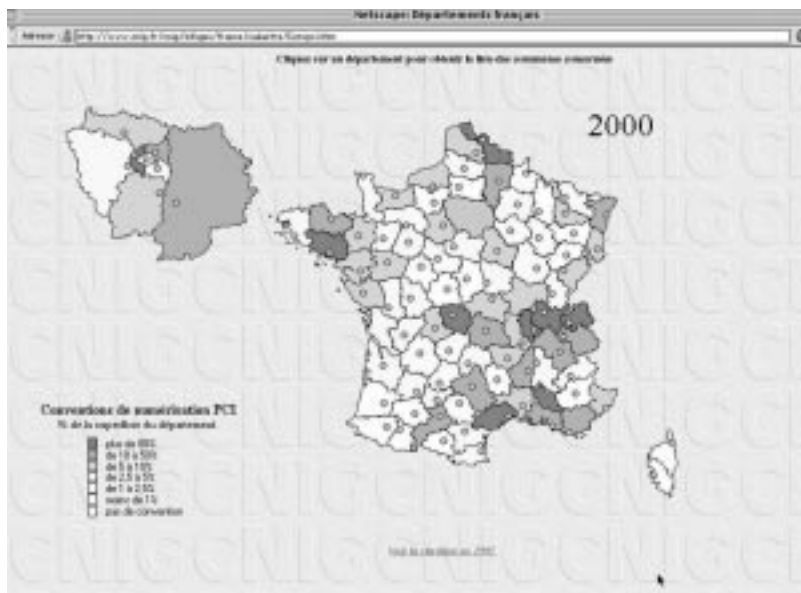 Netscape: Départements français
Cliquez sur un département pour obtenir la liste des communes concernées
2000
Conventions de numérisation PCI
% de la superficie du département
plus de
de 10 à 50%
de 5 à 10%
de 2,5 à 5%
de 1 à 2,5%
moins de 1%
pas de convention
CNIG